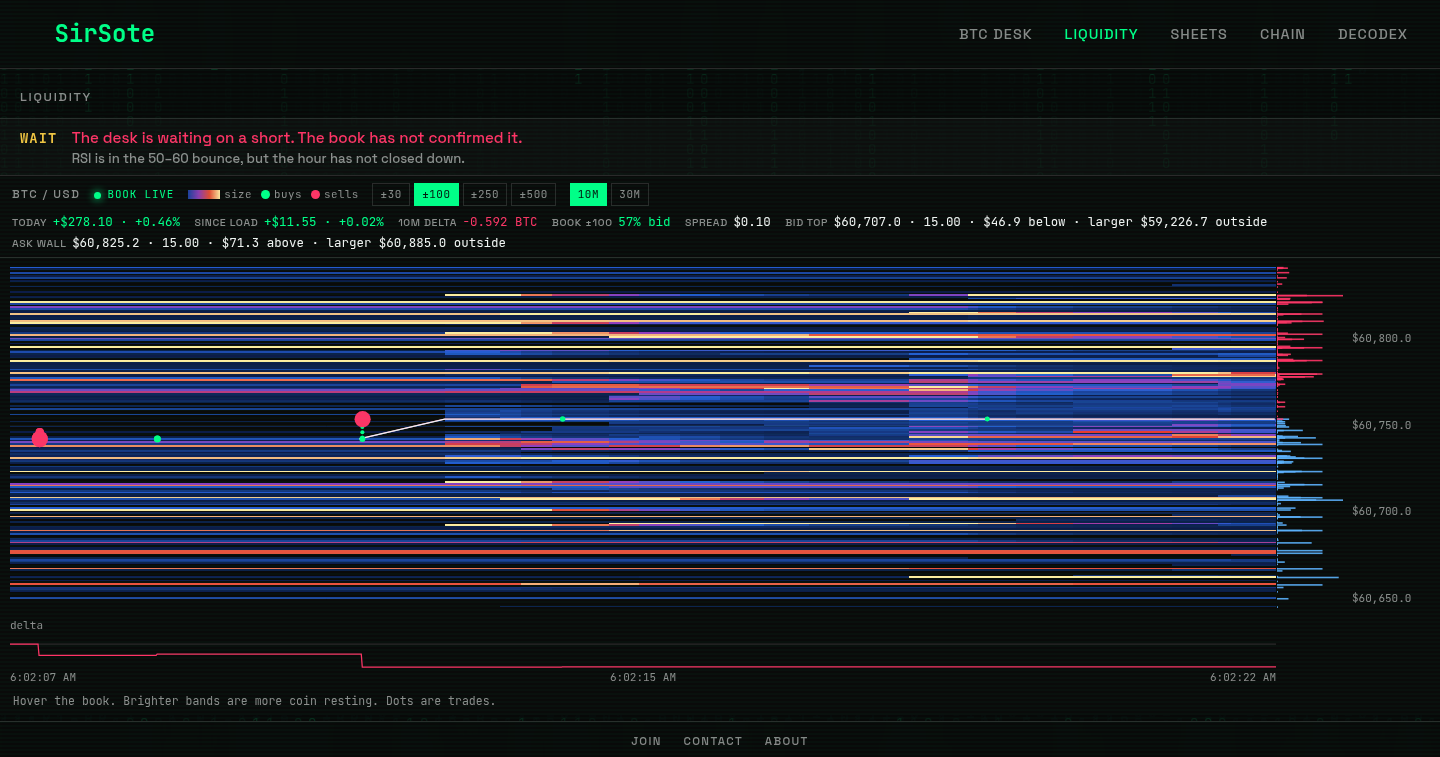 SirSote
BTC DESK LIQUIDITY SHEETS CHAIN DECODEX
LIQUIDITY
WAIT The desk is waiting on a short. The book has not confirmed it.
RSI is in the 50–60 bounce, but the hour has not closed down.
BTC / USD BOOK LIVE size buys sells ±30 ±100 ±250 ±500 10M 30M
TODAY +$278.10 · +0.46% SINCE LOAD +$11.55 · +0.02% 10M DELTA -0.592 BTC BOOK ±100 57% bid SPREAD $0.10 BID TOP $60,707.0 · 15.00 · $46.9 below · larger $59,226.7 outside
ASK WALL $60,825.2 · 15.00 · $71.3 above · larger $60,885.0 outside
$60,800.0
$60,750.0
$60,700.0
$60,650.0
delta
6:02:07 AM 6:02:15 AM 6:02:22 AM
Hover the book. Brighter bands are more coin resting. Dots are trades.
JOIN CONTACT ABOUT